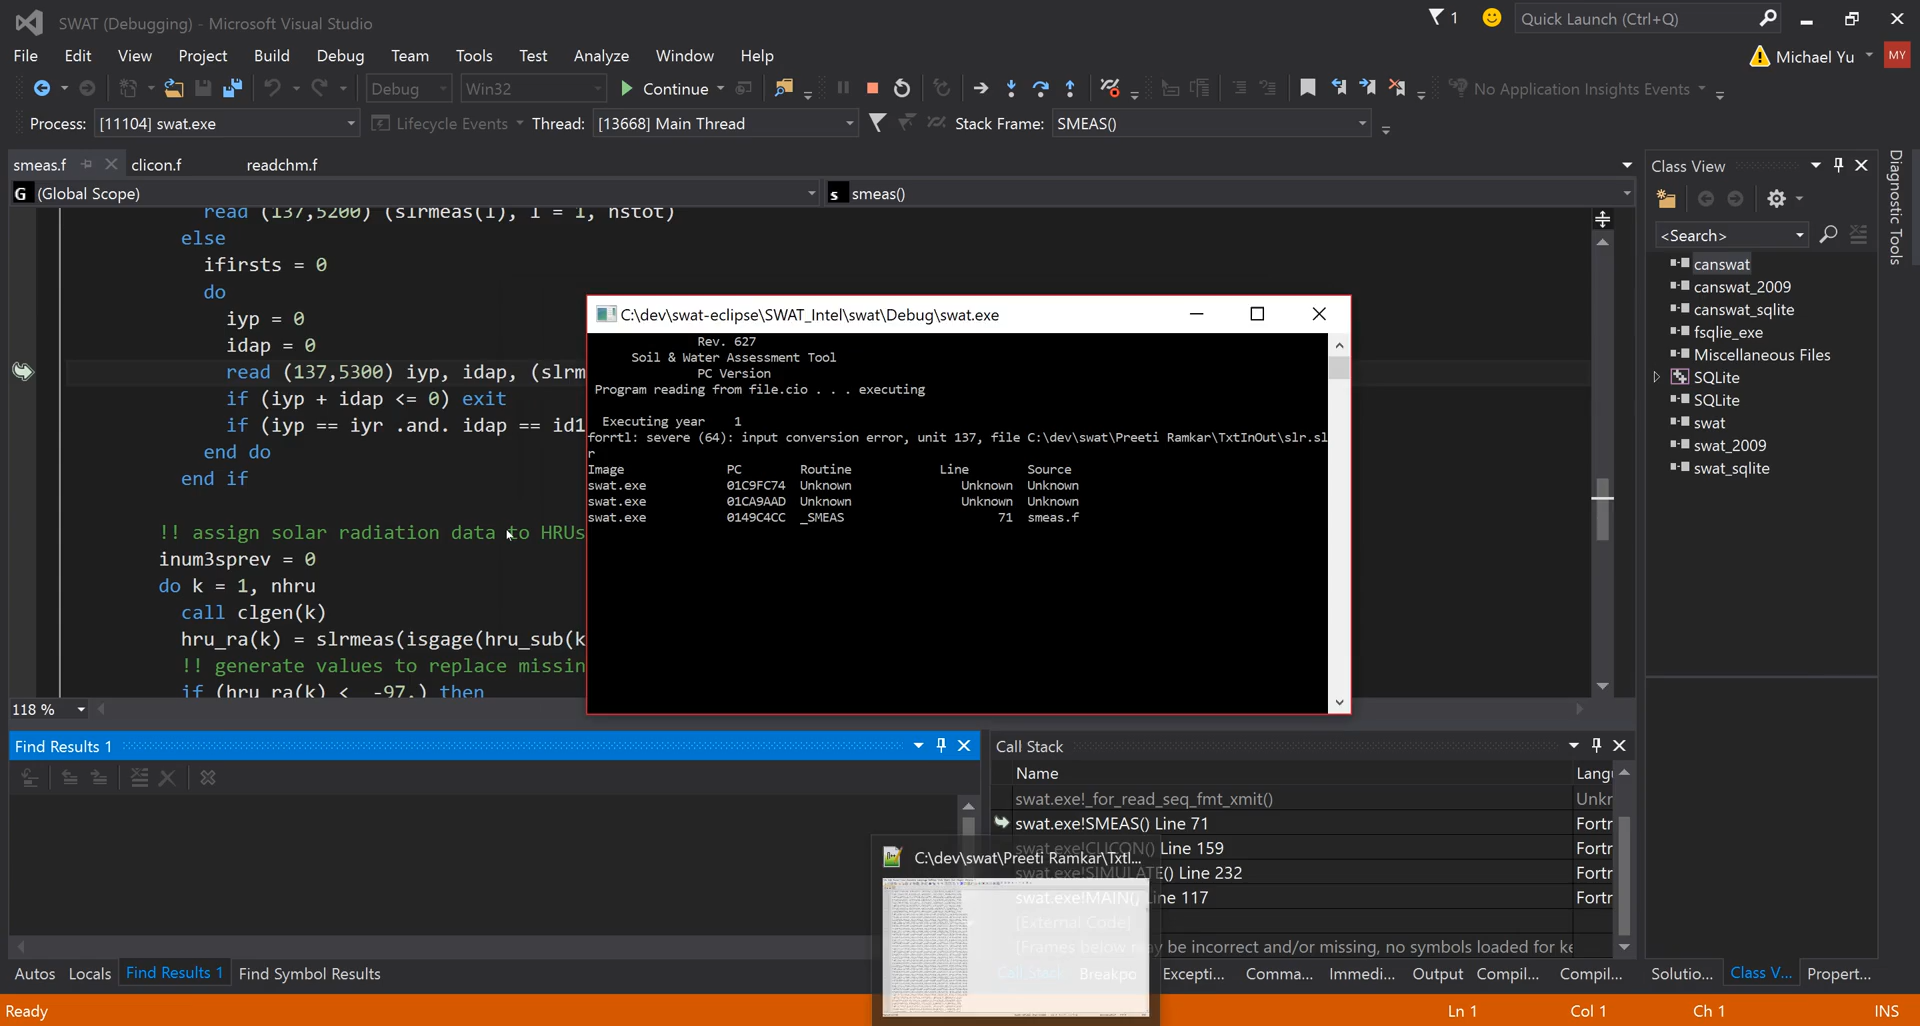 SWAT (Debugging) - Microsoft Visual Studio
1
Quick Launch (Ctrl+Q)
File Edit View Project Build Debug Team Tools Test Analyze Window Help
Michael Yu MY
Debug Win32 Continue No Application Insights Events
Process: [11104] swat.exe Lifecycle Events Thread: [13668] Main Thread Stack Frame: SMEAS()
smeas.f clicon.f readchm.f
G (Global Scope) s smeas()
read (137,5200) (slrmeas(l), l = 1, nstot)
else
ifirsts = 0
do
iyp = 0
idap = 0
read (137,5300) iyp, idap, (slrm
if (iyp + idap <= 0) exit
if (iyp == iyr .and. idap == id1
end do
end if
!! assign solar radiation data to HRUs
inum3sprev = 0
do k = 1, nhru
call clgen(k)
hru_ra(k) = slrmeas(isgage(hru_sub(k
!! generate values to replace missin
if (hru_ra(k) < -97.) then
118 %
C:\dev\swat-eclipse\SWAT_Intel\swat\Debug\swat.exe
Rev. 627
Soil & Water Assessment Tool
PC Version
Program reading from file.cio . . . executing
Executing year 1
forrtl: severe (64): input conversion error, unit 137, file C:\dev\swat\Preeti Ramkar\TxtInOut\slr.sl
r
Image PC Routine Line Source
swat.exe 01C9FC74 Unknown Unknown Unknown
swat.exe 01CA9AAD Unknown Unknown Unknown
swat.exe 0149C4CC _SMEAS 71 smeas.f
Class View
<Search>
canswat
canswat_2009
canswat_sqlite
fsqlie_exe
Miscellaneous Files
SQLite
SQLite
swat
swat_2009
swat_sqlite
Diagnostic Tools
Find Results 1
Call Stack
Name Langu
swat.exe!_for_read_seq_fmt_xmit() Unkr
swat.exe!SMEAS() Line 71 Fortr
swat.exe!CLICON() Line 159 Fortr
swat.exe!SIMULATE() Line 232 Fortr
swat.exe!MAIN() Line 117 Fortr
[External Code]
[Frames below may be incorrect and/or missing, no symbols loaded for ke
C:\dev\swat\Preeti Ramkar\TxtI...
Autos Locals Find Results 1 Find Symbol Results
Call Stack Breakpo Excepti... Comma... Immedi... Output Compil... Compil...
Solutio... Class V... Propert...
Ready Ln 1 Col 1 Ch 1 INS